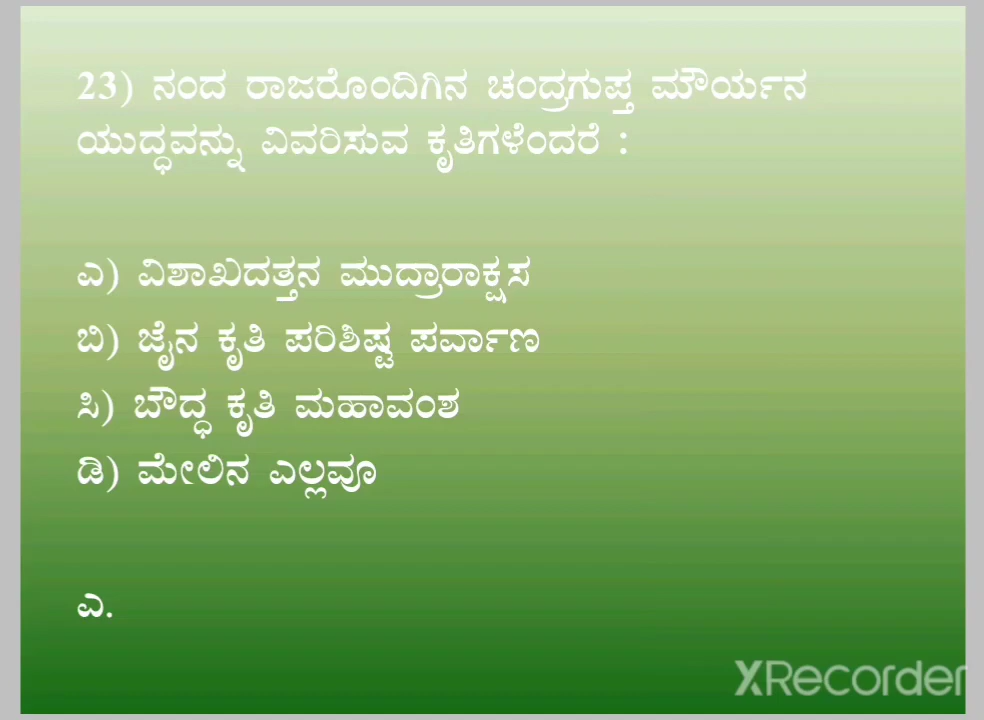 23) ನಂದ ರಾಜರೊಂದಿಗಿನ ಚಂದ್ರಗುಪ್ತ ಮೌರ್ಯನ
ಯುದ್ಧವನ್ನು ವಿವರಿಸುವ ಕೃತಿಗಳೆಂದರೆ :
ಎ) ವಿಶಾಖದತ್ತನ ಮುದ್ರಾರಾಕ್ಷಸ
ಬಿ) ಜೈನ ಕೃತಿ ಪರಿಶಿಷ್ಟ ಪರ್ವಾಣ
ಸಿ) ಬೌದ್ಧ ಕೃತಿ ಮಹಾವಂಶ
ಡಿ) ಮೇಲಿನ ಎಲ್ಲವೂ
ಎ.
XRecorder